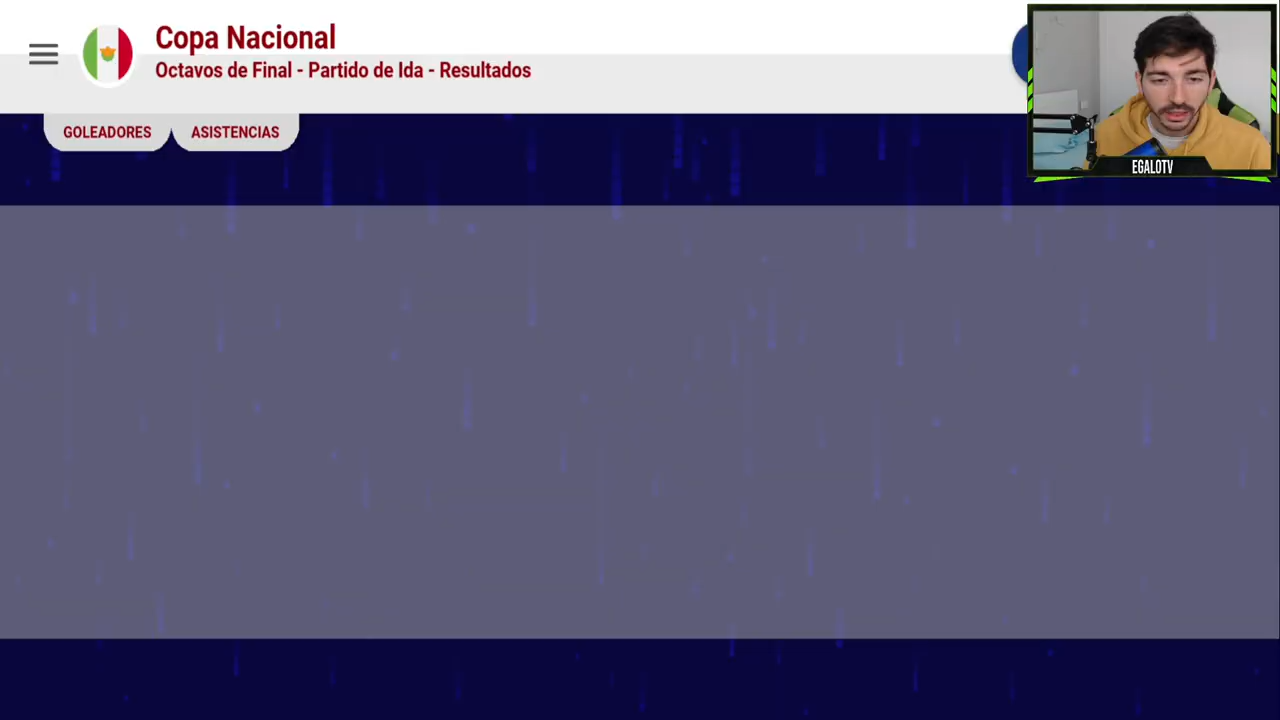 Copa Nacional
Octavos de Final - Partido de Ida - Resultados
GOLEADORES
ASISTENCIAS
EGALOTV